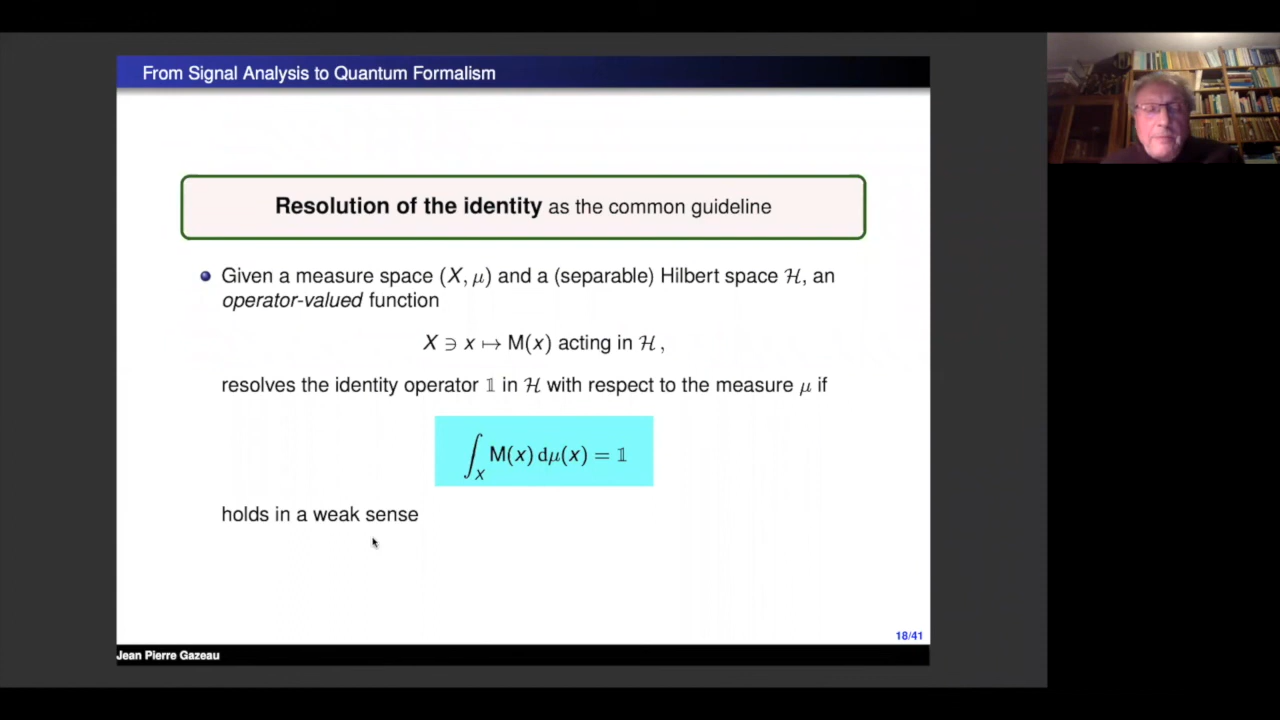 From Signal Analysis to Quantum Formalism
Resolution of the identity as the common guideline
Given a measure space (X, μ) and a (separable) Hilbert space ℋ, an
operator-valued function
X ∋ x ↦ M(x) acting in ℋ ,
resolves the identity operator 𝟙 in ℋ with respect to the measure μ if
∫_X M(x) dμ(x) = 𝟙
holds in a weak sense
18/41
Jean Pierre Gazeau